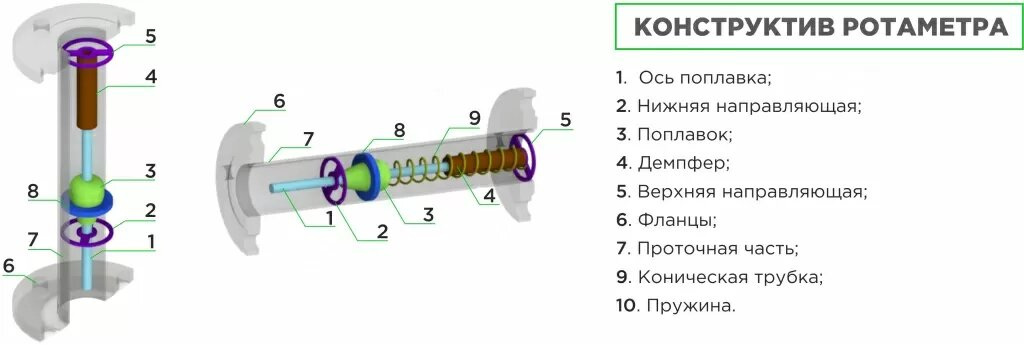 КОНСТРУКТИВ РОТАМЕТРА
1. Ось поплавка;
2. Нижняя направляющая;
3. Поплавок;
4. Демпфер;
5. Верхняя направляющая;
6. Фланцы;
7. Проточная часть;
9. Коническая трубка;
10. Пружина.
5
4
3
8
2
7
1
6
6
7
8
9
5
1
2
3
4